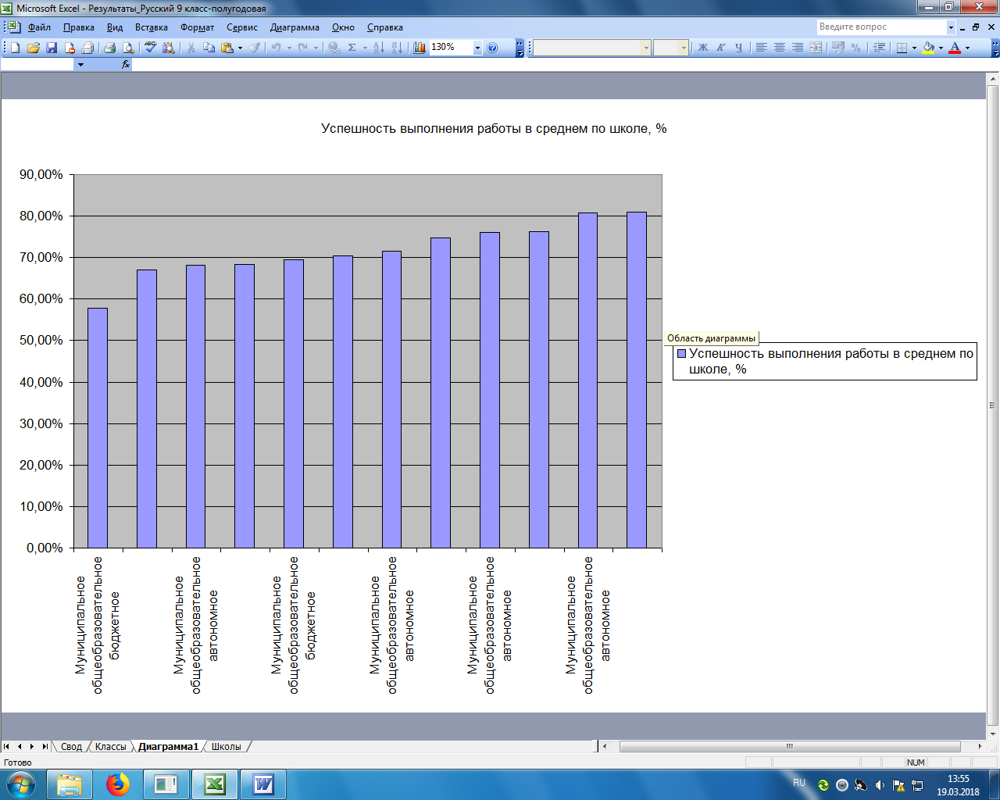 Microsoft Excel - Результаты_Русский 9 класс-полугодовая
Файл Правка Вид Вставка Формат Сервис Диаграмма Окно Справка
Введите вопрос
130%
Ж К Ч
fx
Успешность выполнения работы в среднем по школе, %
90,00%
80,00%
70,00%
60,00%
50,00%
40,00%
30,00%
20,00%
10,00%
0,00%
Область диаграммы
Успешность выполнения работы в среднем по
школе, %
Муниципальное
общеобразовательное
бюджетное
Муниципальное
общеобразовательное
автономное
Муниципальное
общеобразовательное
бюджетное
Муниципальное
общеобразовательное
автономное
Муниципальное
общеобразовательное
автономное
Муниципальное
общеобразовательное
автономное
Свод Классы Диаграмма1 Школы
Готово
NUM
RU
13:55
19.03.2018